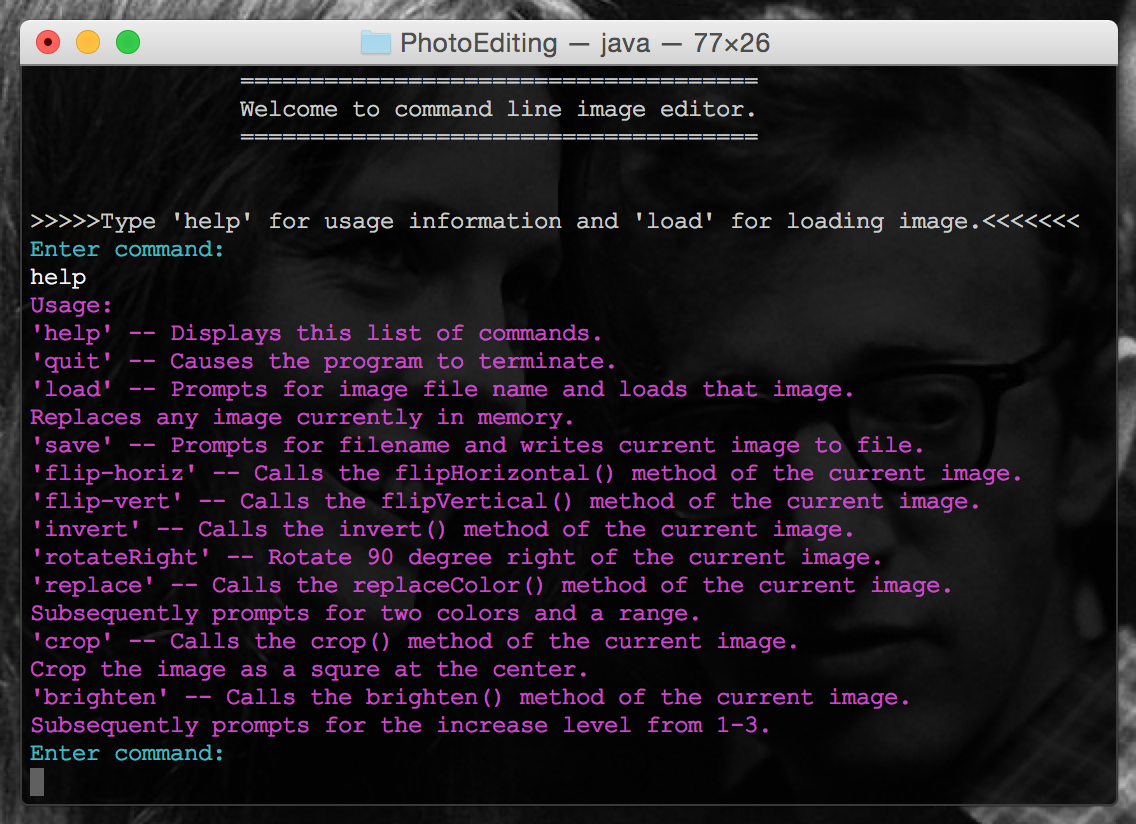 PhotoEditing — java — 77×26
=====================================
Welcome to command line image editor.
=====================================
>>>>>Type 'help' for usage information and 'load' for loading image.<<<<<<<
Enter command:
help
Usage:
'help' -- Displays this list of commands.
'quit' -- Causes the program to terminate.
'load' -- Prompts for image file name and loads that image.
Replaces any image currently in memory.
'save' -- Prompts for filename and writes current image to file.
'flip-horiz' -- Calls the flipHorizontal() method of the current image.
'flip-vert' -- Calls the flipVertical() method of the current image.
'invert' -- Calls the invert() method of the current image.
'rotateRight' -- Rotate 90 degree right of the current image.
'replace' -- Calls the replaceColor() method of the current image.
Subsequently prompts for two colors and a range.
'crop' -- Calls the crop() method of the current image.
Crop the image as a squre at the center.
'brighten' -- Calls the brighten() method of the current image.
Subsequently prompts for the increase level from 1-3.
Enter command: